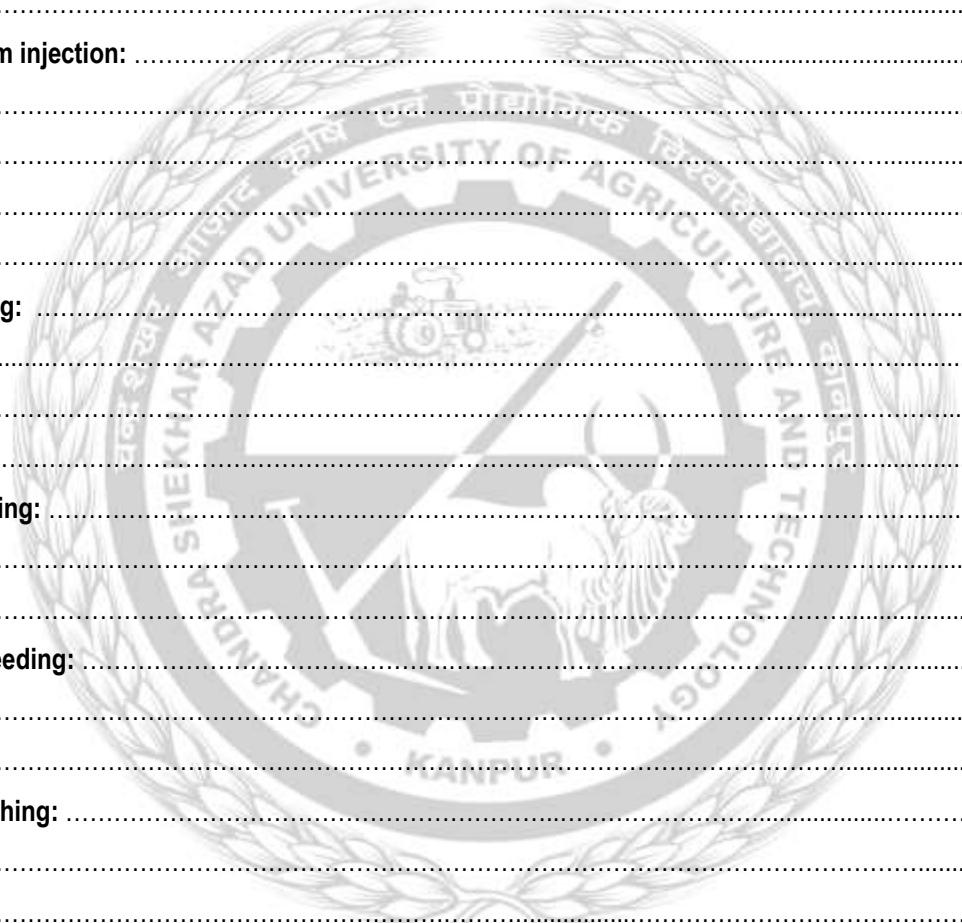 m injection:
g:
ing:
eeding:
hing:
CHANDRA SHEKHAR AZAD UNIVERSITY OF AGRICULTURE AND TECHNOLOGY
KANPUR